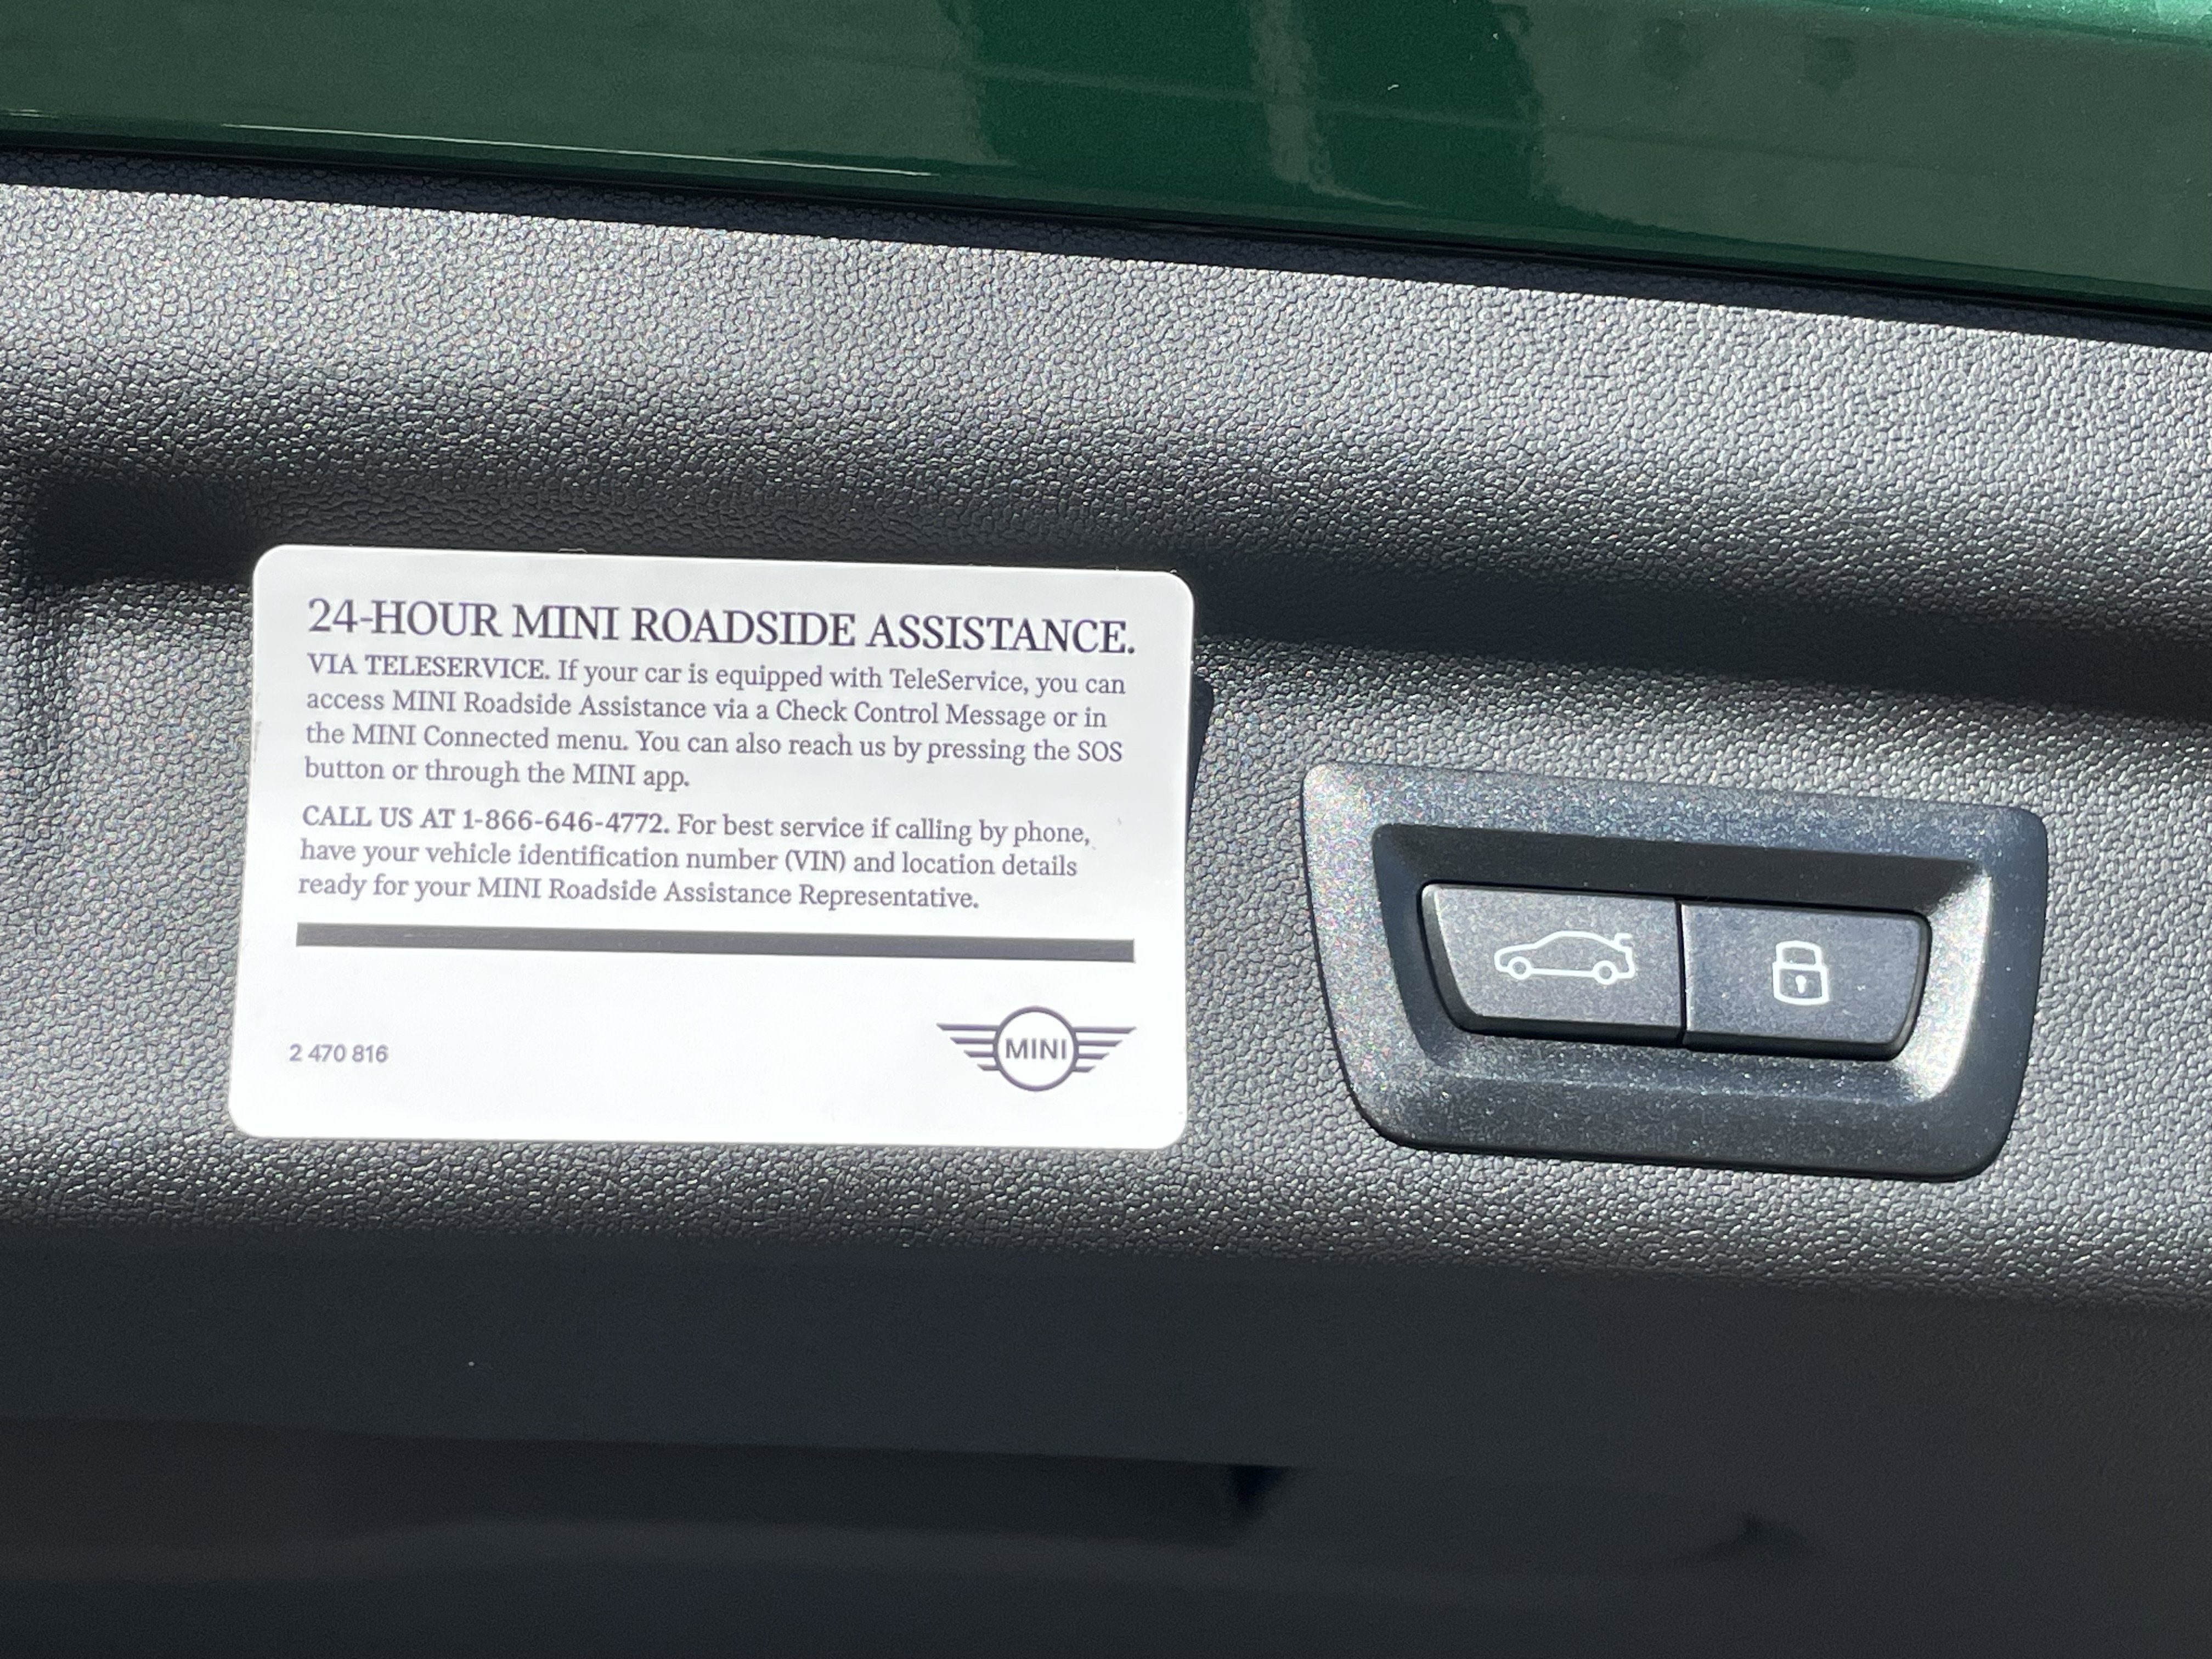 24-HOUR MINI ROADSIDE ASSISTANCE.
VIA TELESERVICE. If your car is equipped with TeleService, you can
access MINI Roadside Assistance via a Check Control Message or in
the MINI Connected menu. You can also reach us by pressing the SOS
button or through the MINI app.
CALL US AT 1-866-646-4772. For best service if calling by phone,
have your vehicle identification number (VIN) and location details
ready for your MINI Roadside Assistance Representative.
2 470 816
MINI